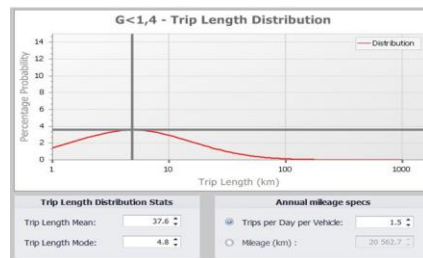 G<1,4 - Trip Length Distribution
Distribution
Percentage Probability
14
12
10
8
6
4
2
0
1
10
100
1000
Trip Length (km)
Trip Length Distribution Stats
Trip Length Mean: 37.6
Trip Length Mode: 4.8
Annual mileage specs
Trips per Day per Vehicle: 1.5
Mileage (km) : 20 562.7